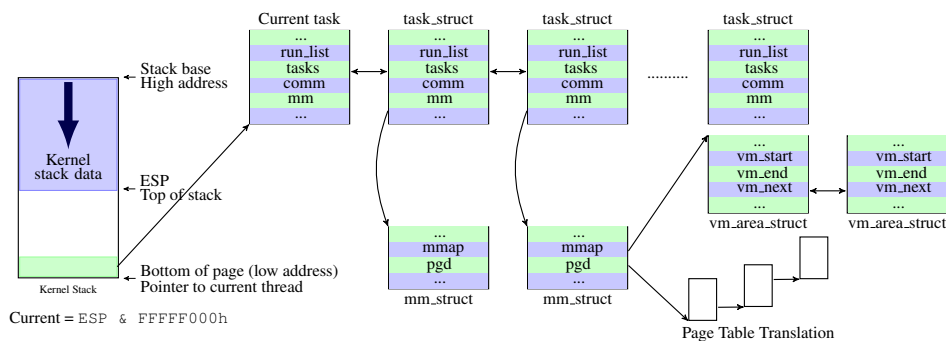 Current task
...
run_list
tasks
comm
mm
...
task_struct
...
run_list
tasks
comm
mm
...
task_struct
...
run_list
tasks
comm
mm
...
..........
task_struct
...
run_list
tasks
comm
mm
...
Stack base
High address
Kernel
stack data
ESP
Top of stack
Bottom of page (low address)
Pointer to current thread
Kernel Stack
Current = ESP & FFFFF000h
...
mmap
pgd
...
mm_struct
...
mmap
pgd
...
mm_struct
...
vm_start
vm_end
vm_next
...
vm_area_struct
...
vm_start
vm_end
vm_next
...
vm_area_struct
Page Table Translation